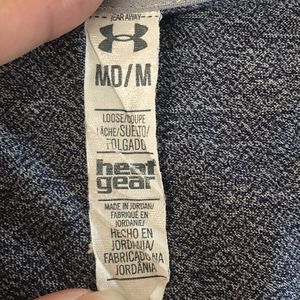 TEAR AWAY
MD/M
LOOSE/COUPE
LÂCHE/SUELTO/
FOLGADO
heat
gear
MADE IN JORDAN/
FABRIQUÉ EN
JORDANIE/
HECHO EN
JORDANIA/
FABRICADO NA
JORDÂNIA